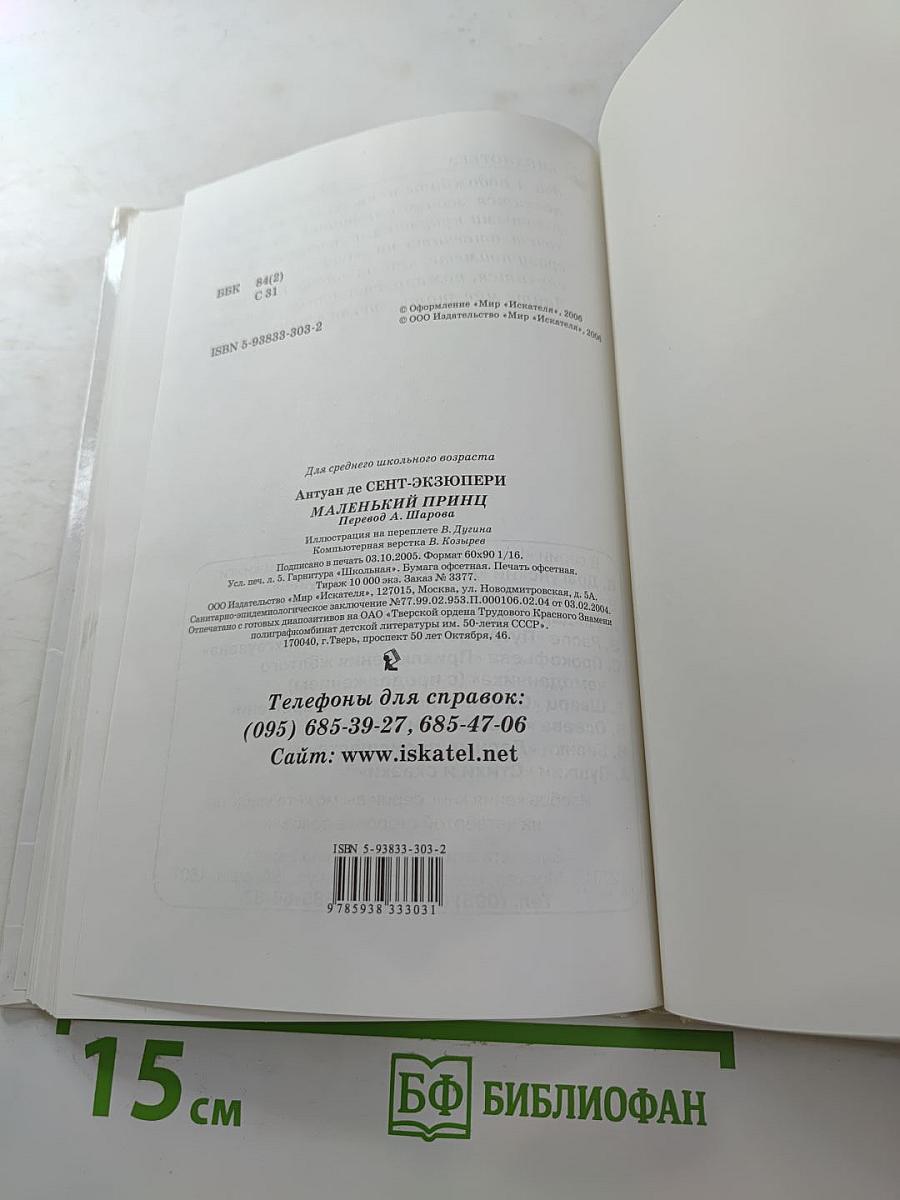 ББК 84(2)
С 31
ISBN 5-93833-303-2
© Оформление «Мир «Искателя», 2006
© ООО Издательство «Мир «Искателя», 2006
Для среднего школьного возраста
Антуан де СЕНТ-ЭКЗЮПЕРИ
МАЛЕНЬКИЙ ПРИНЦ
Перевод А. Шарова
Иллюстрация на переплете В. Дугина
Компьютерная верстка В. Козырев
Подписано в печать 03.10.2005. Формат 60х90 1/16.
Усл. печ. л. 5. Гарнитура «Школьная». Бумага офсетная. Печать офсетная.
Тираж 10 000 экз. Заказ № 3377.
ООО Издательство «Мир «Искателя», 127015, Москва, ул. Новодмитровская, д. 5А.
Санитарно-эпидемиологическое заключение №77.99.02.953.П.000106.02.04 от 03.02.2004.
Отпечатано с готовых диапозитивов на ОАО «Тверской ордена Трудового Красного Знамени
полиграфкомбинат детской литературы им. 50-летия СССР».
170040, г.Тверь, проспект 50 лет Октября, 46.
Телефоны для справок:
(095) 685-39-27, 685-47-06
Сайт: www.iskatel.net
ISBN 5-93833-303-2
9 785938 333031
15 см
БФ БИБЛИОФАН